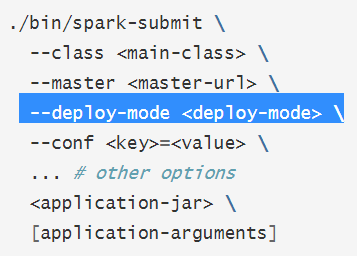 ./bin/spark-submit \
--class <main-class> \
--master <master-url> \
--deploy-mode <deploy-mode> \
--conf <key>=<value> \
... # other options
<application-jar> \
[application-arguments]